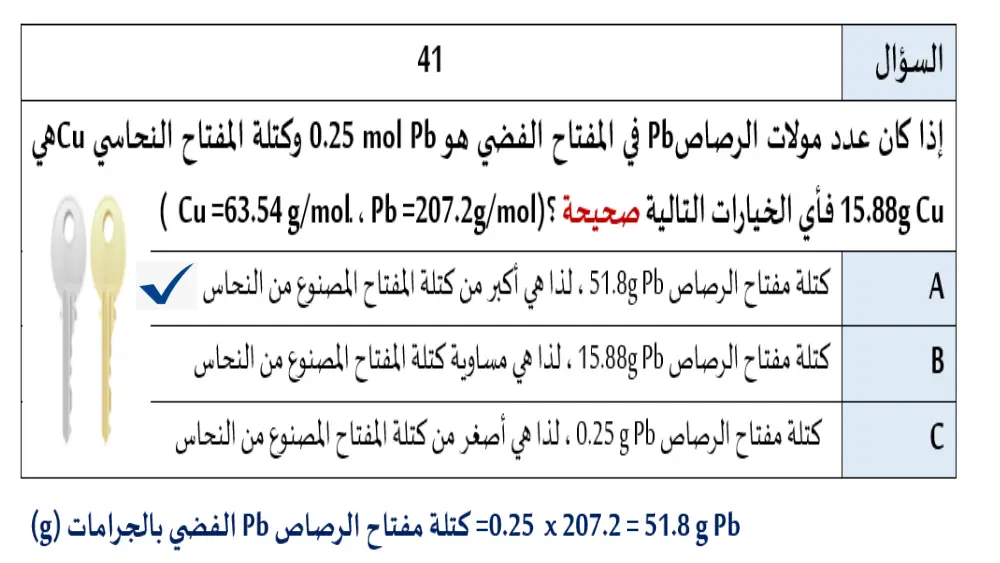 السؤال
41
إذا كان عدد مولات الرصاصPb في المفتاح الفضي هو 0.25 mol Pb وكتلة المفتاح النحاسي Cuهي
15.88g Cu فأي الخيارات التالية صحيحة ؟(Cu =63.54 g/mol ، Pb =207.2g/mol )
A
كتلة مفتاح الرصاص 51.8g Pb ، لذا هي أكبر من كتلة المفتاح المصنوع من النحاس
B
كتلة مفتاح الرصاص 15.88g Pb ، لذا هي مساوية كتلة المفتاح المصنوع من النحاس
C
كتلة مفتاح الرصاص 0.25 g Pb ، لذا هي أصغر من كتلة المفتاح المصنوع من النحاس
كتلة مفتاح الرصاص Pb الفضي بالجرامات (g) =0.25 x 207.2 = 51.8 g Pb